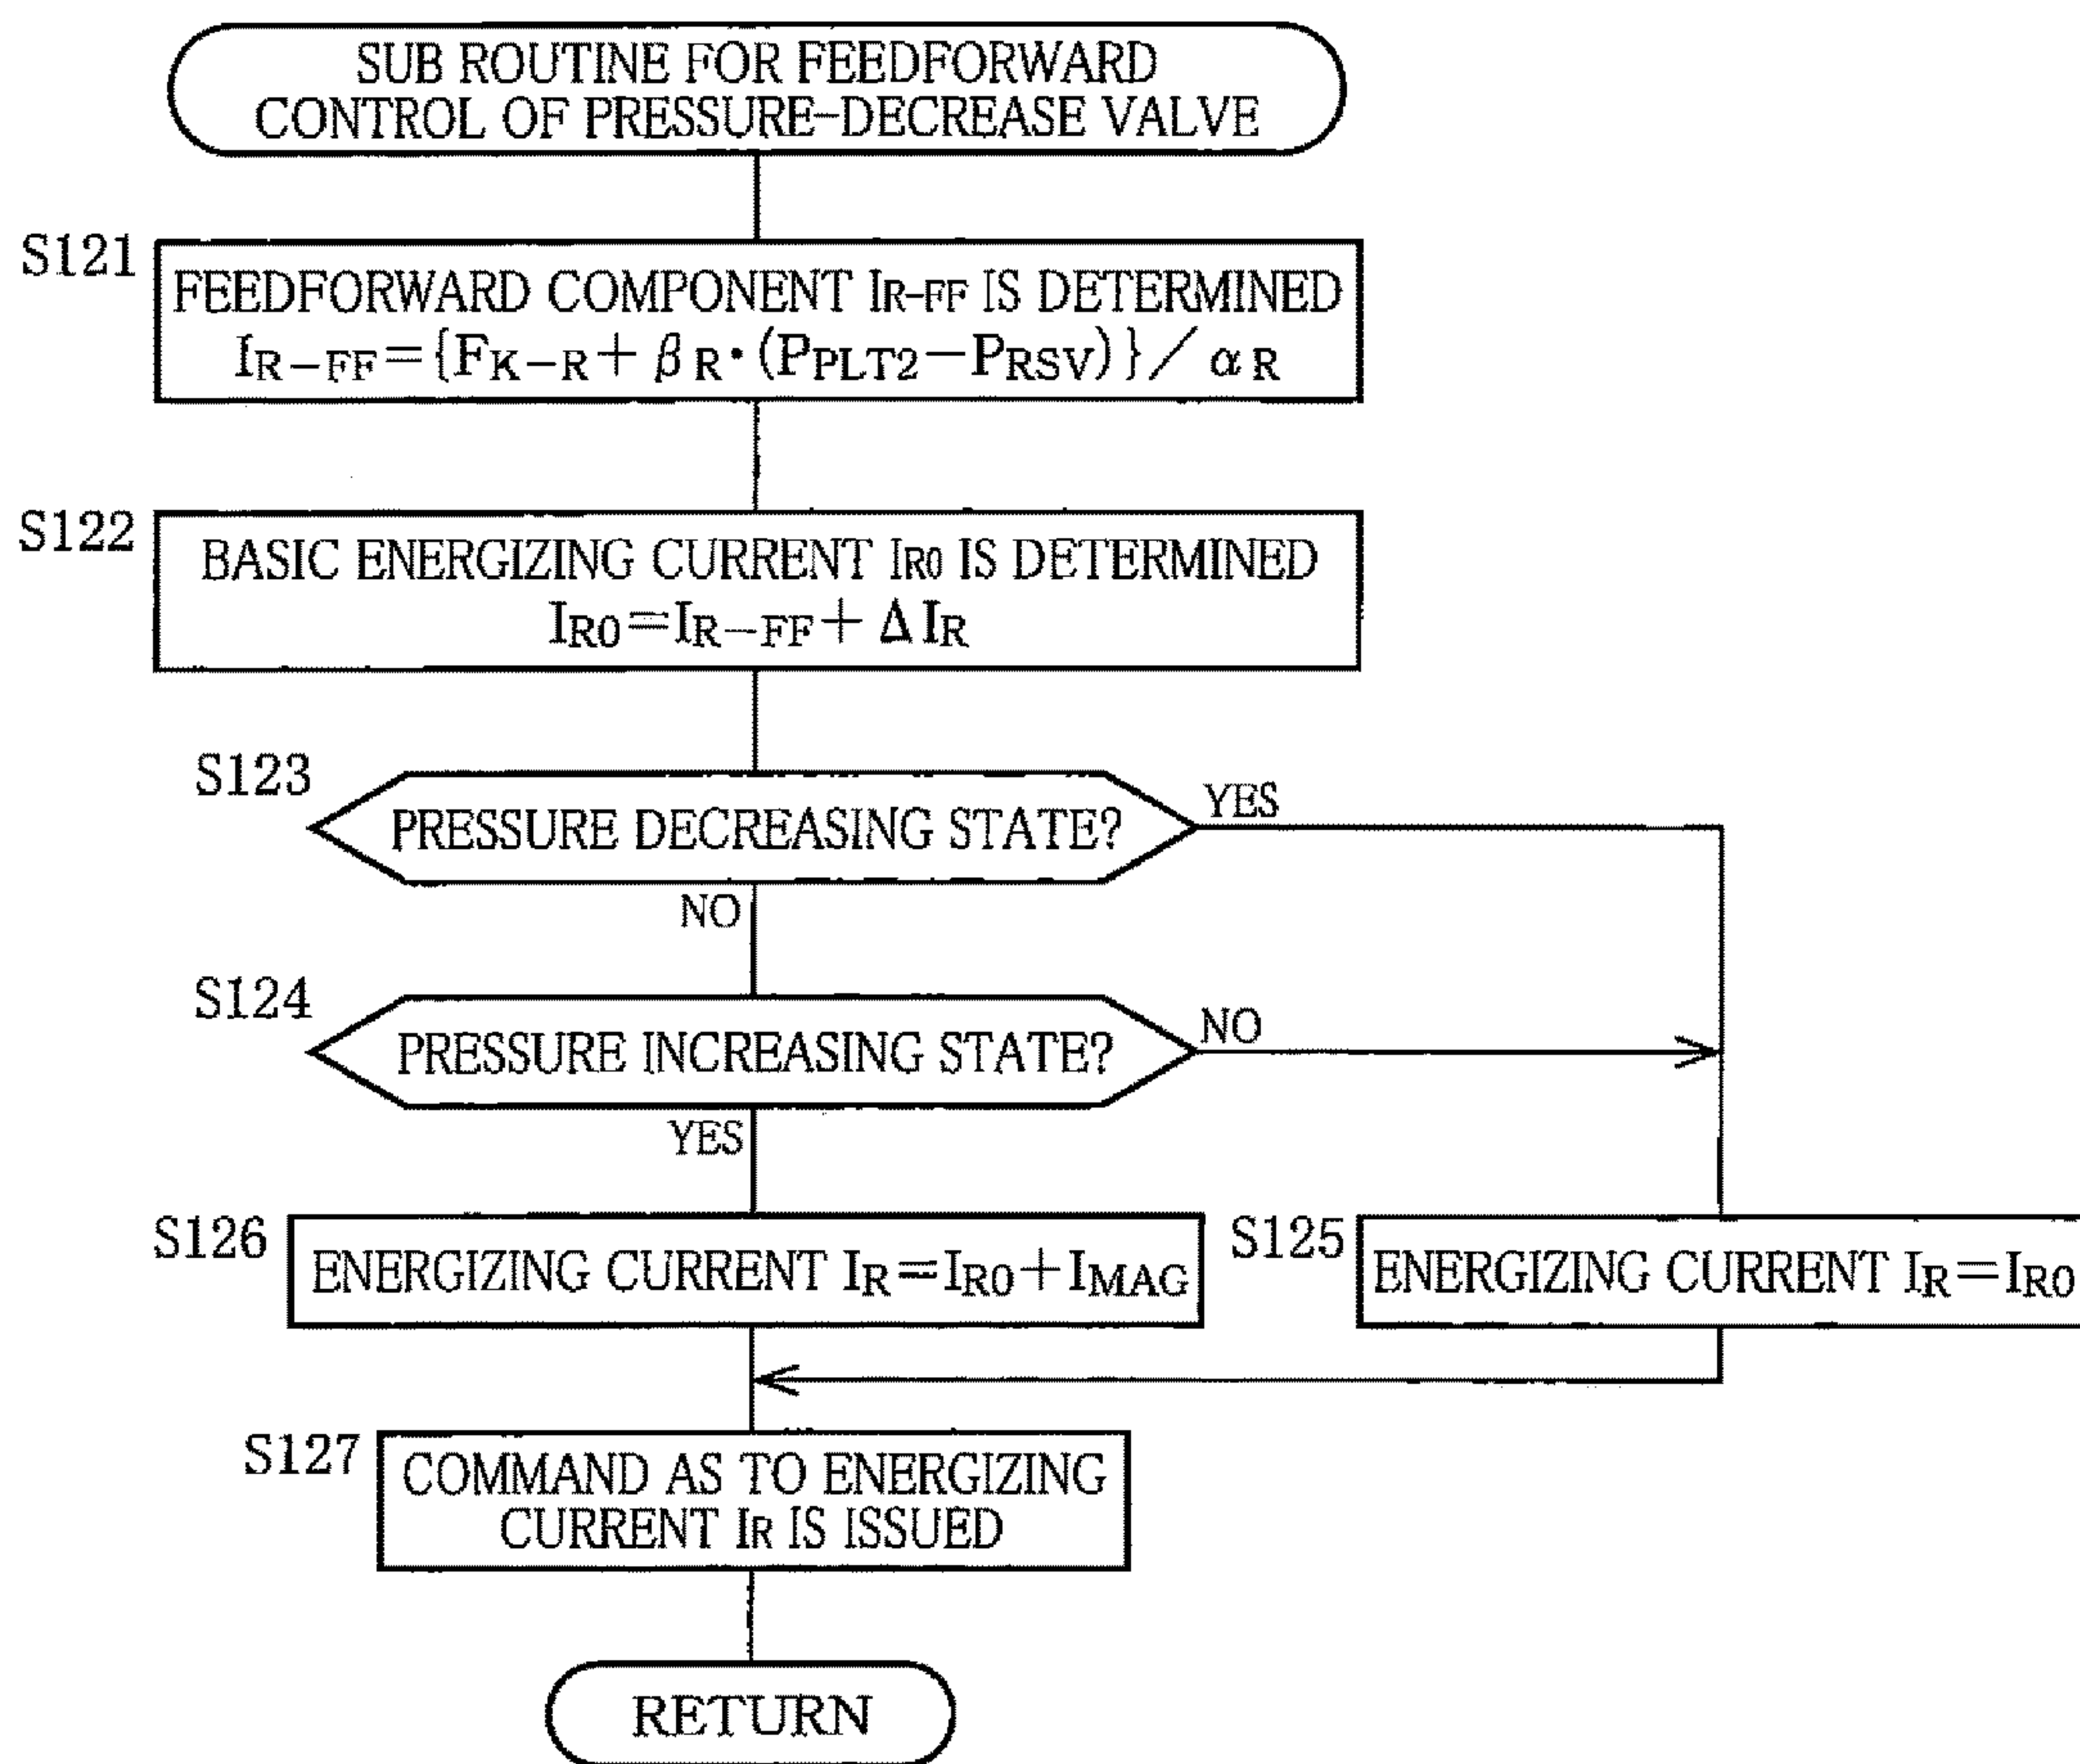 SUB ROUTINE FOR FEEDFORWARD
CONTROL OF PRESSURE-DECREASE VALVE
S121
FEEDFORWARD COMPONENT IR-FF IS DETERMINED
IR-FF={FK-R+βR·(PPLT2-PRSV)}/αR
S122
BASIC ENERGIZING CURRENT IR0 IS DETERMINED
IR0=IR-FF+ΔIR
S123
PRESSURE DECREASING STATE?
YES
NO
S124
PRESSURE INCREASING STATE?
NO
YES
S126
ENERGIZING CURRENT IR=IR0+IMAG
S125
ENERGIZING CURRENT IR=IR0
S127
COMMAND AS TO ENERGIZING
CURRENT IR IS ISSUED
RETURN